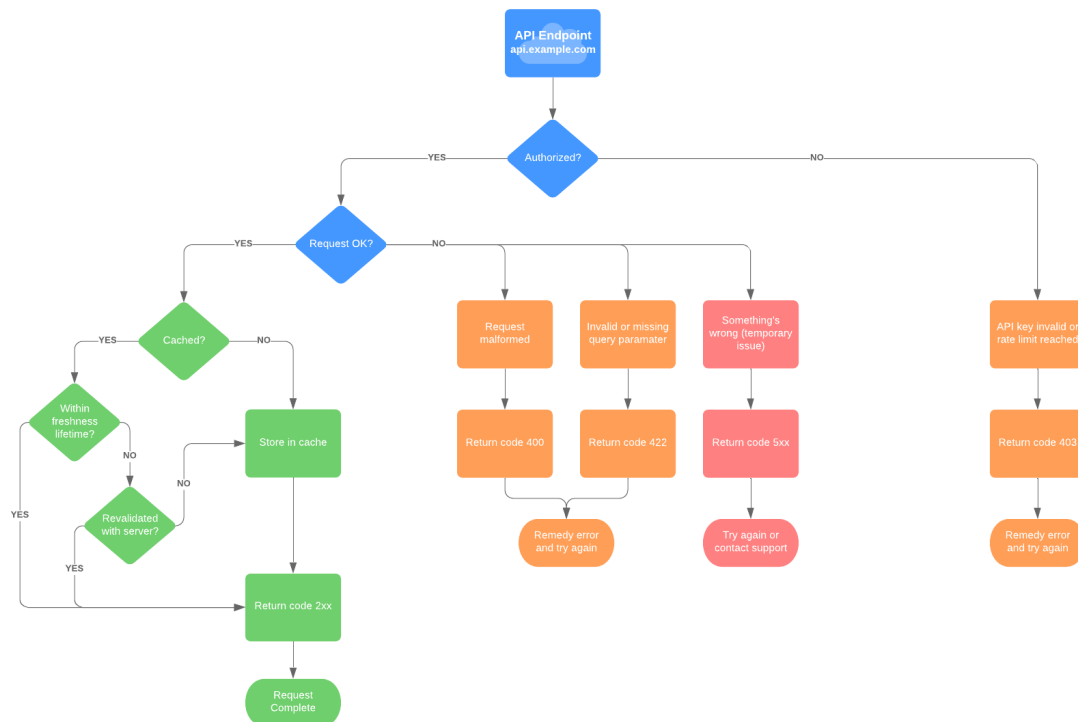 API Endpoint
api.example.com
Authorized?
YES
NO
Request OK?
YES
NO
Cached?
YES
NO
Request
malformed
Invalid or missing
query paramater
Something's
wrong (temporary
issue)
API key invalid or
rate limit reached
Within
freshness
lifetime?
Store in cache
Return code 400
Return code 422
Return code 5xx
Return code 403
NO
NO
YES
Revalidated
with server?
Remedy error
and try again
Try again or
contact support
Remedy error
and try again
YES
Return code 2xx
Request
Complete